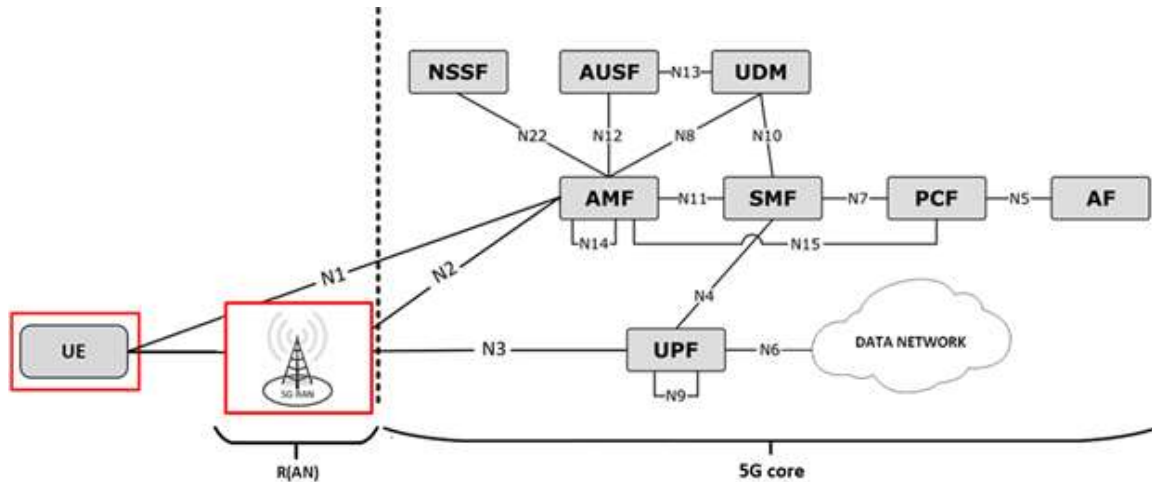 NSSF
AUSF
N13
UDM
N22
N12
N8
N10
AMF
N11
SMF
N7
PCF
N5
AF
N14
N15
N1
N2
N4
UE
5G RAN
N3
UPF
N6
DATA NETWORK
N9
R(AN)
5G core